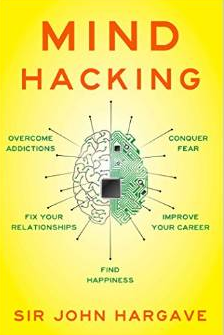 MIND
HACKING
OVERCOME
ADDICTIONS
CONQUER
FEAR
FIX YOUR
RELATIONSHIPS
IMPROVE
YOUR CAREER
FIND
HAPPINESS
SIR JOHN HARGAVE